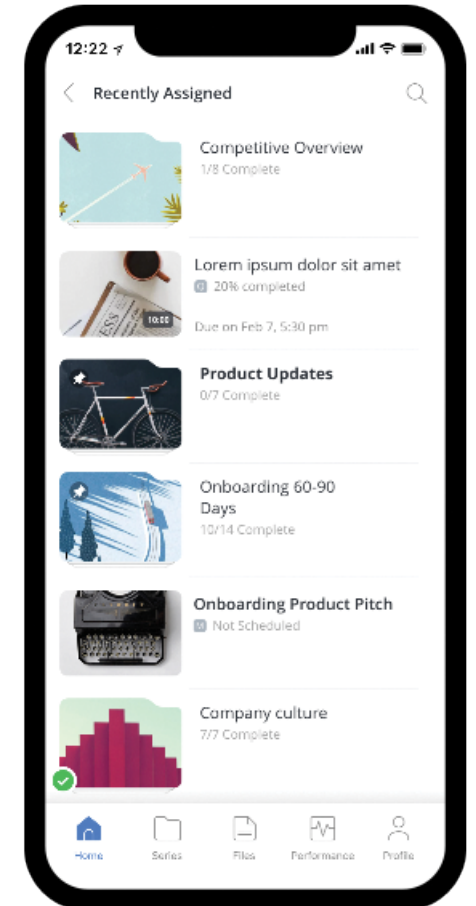 12:22
Recently Assigned
Competitive Overview
1/8 Complete
Lorem ipsum dolor sit amet
20% completed
10:00
Due on Feb 7, 5:30 pm
Product Updates
0/7 Complete
Onboarding 60-90
Days
10/14 Complete
Onboarding Product Pitch
M Not Scheduled
Company culture
7/7 Complete
Home Series Files Performance Profile